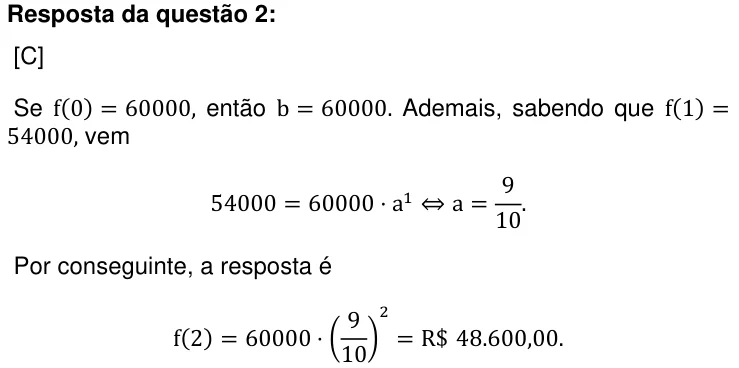 Resposta da questão 2:
[C]
Se f(0) = 60000, então b = 60000. Ademais, sabendo que f(1) =
54000, vem
54000 = 60000 · a¹ ⇔ a = 9/10.
Por conseguinte, a resposta é
f(2) = 60000 · (9/10)² = R$ 48.600,00.